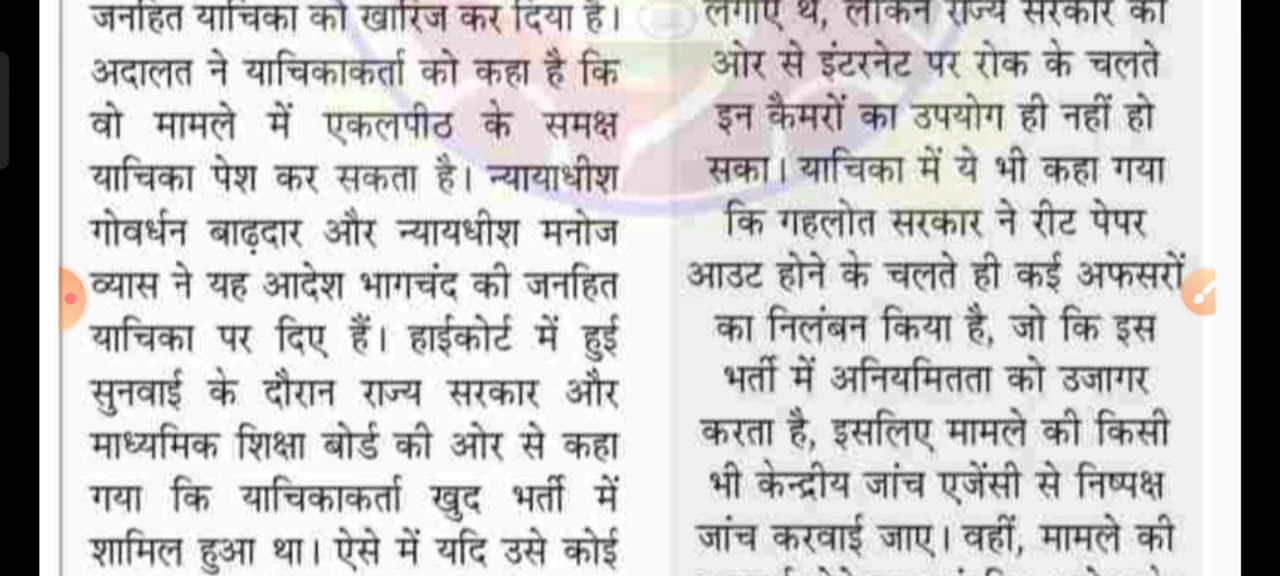 जनहित याचिका को खारिज कर दिया है।
अदालत ने याचिकाकर्ता को कहा है कि
वो मामले में एकलपीठ के समक्ष
याचिका पेश कर सकता है। न्यायाधीश
गोवर्धन बाढ़दार और न्यायधीश मनोज
व्यास ने यह आदेश भागचंद की जनहित
याचिका पर दिए हैं। हाईकोर्ट में हुई
सुनवाई के दौरान राज्य सरकार और
माध्यमिक शिक्षा बोर्ड की ओर से कहा
गया कि याचिकाकर्ता खुद भर्ती में
शामिल हुआ था। ऐसे में यदि उसे कोई
लगाए थे, लेकिन राज्य सरकार की
ओर से इंटरनेट पर रोक के चलते
इन कैमरों का उपयोग ही नहीं हो
सका। याचिका में ये भी कहा गया
कि गहलोत सरकार ने रीट पेपर
आउट होने के चलते ही कई अफसरों
का निलंबन किया है, जो कि इस
भर्ती में अनियमितता को उजागर
करता है, इसलिए मामले की किसी
भी केन्द्रीय जांच एजेंसी से निष्पक्ष
जांच करवाई जाए। वहीं, मामले की